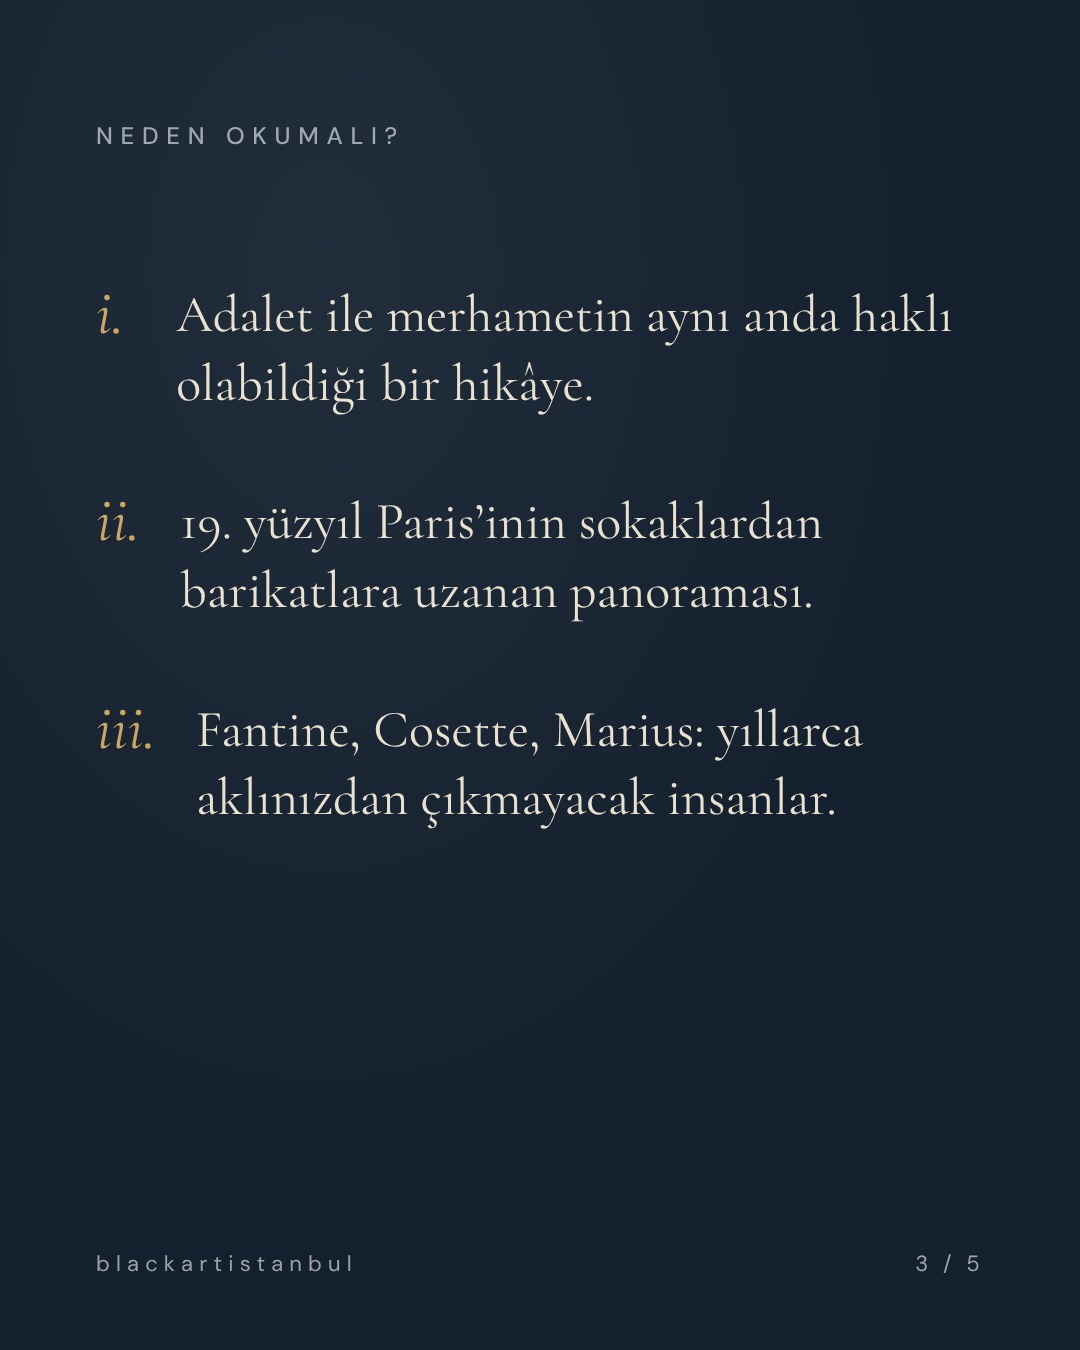 NEDEN OKUMALI?
i. Adalet ile merhametin aynı anda haklı
olabildiği bir hikâye.
ii. 19. yüzyıl Paris’inin sokaklardan
barikatlara uzanan panoraması.
iii. Fantine, Cosette, Marius: yıllarca
aklınızdan çıkmayacak insanlar.
blackartistanbul 3 / 5